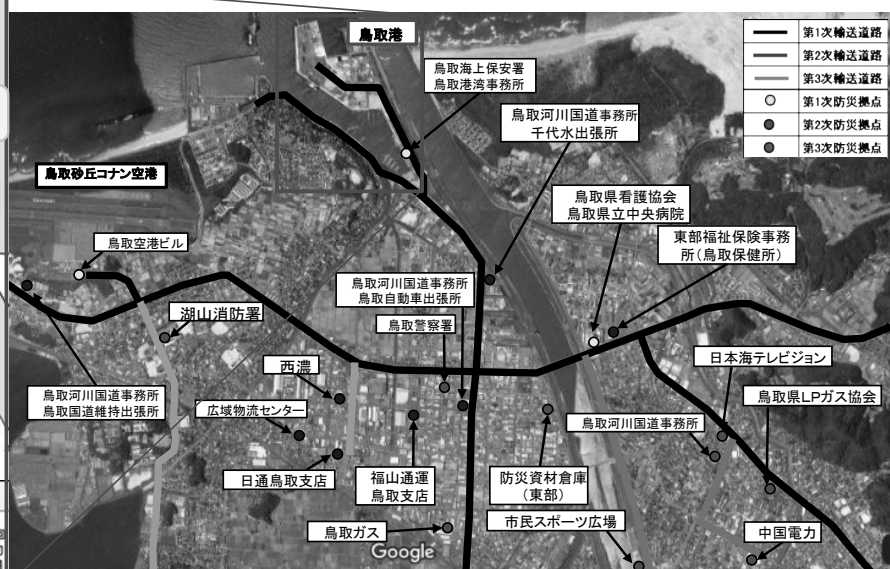 鳥取港
第1次輸送道路
第2次輸送道路
第3次輸送道路
第1次防災拠点
第2次防災拠点
第3次防災拠点
鳥取海上保安署
鳥取港湾事務所
鳥取河川国道事務所
千代水出張所
鳥取砂丘コナン空港
鳥取県看護協会
鳥取県立中央病院
東部福祉保険事務
所(鳥取保健所)
鳥取空港ビル
鳥取河川国道事務所
鳥取自動車出張所
湖山消防署
鳥取警察署
日本海テレビジョン
西濃
鳥取県LPガス協会
鳥取河川国道事務所
鳥取国道維持出張所
広域物流センター
鳥取河川国道事務所
日通鳥取支店
福山通運
鳥取支店
防災資材倉庫
(東部)
市民スポーツ広場
鳥取ガス
中国電力
Google